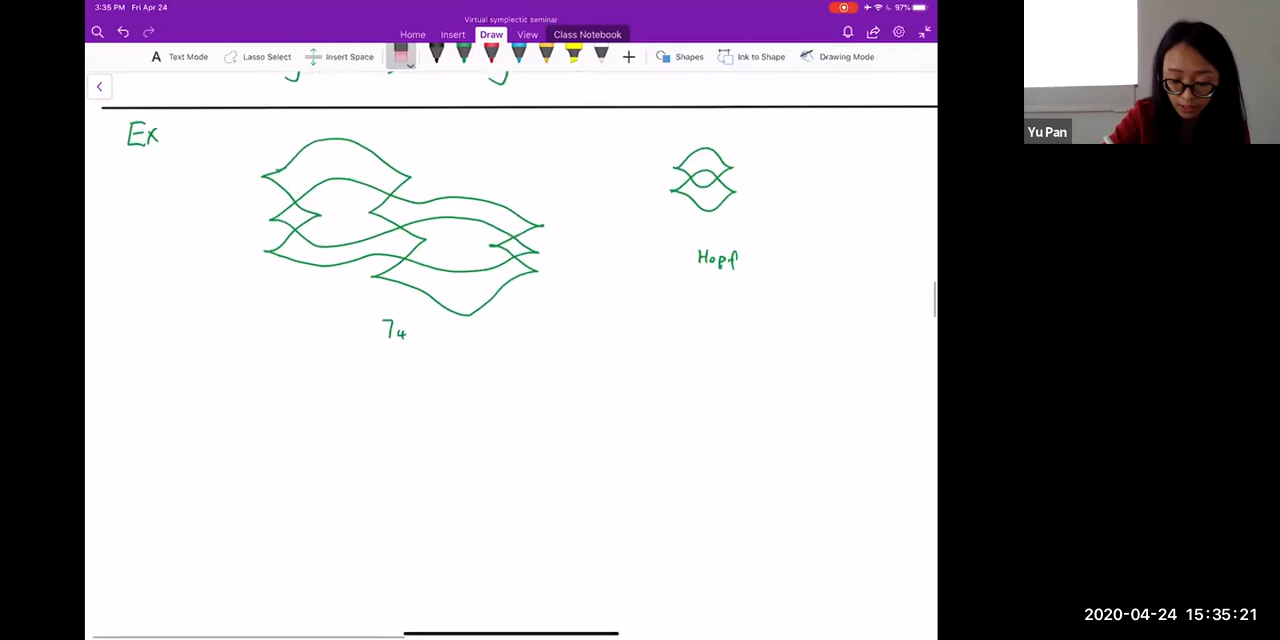 3:35 PM Fri Apr 24
97%
Virtual symplectic seminar
Home Insert Draw View Class Notebook
A Text Mode Lasso Select Insert Space Shapes Ink to Shape Drawing Mode
Ex
Yu Pan
Hopf
7₄
2020-04-24 15:35:21